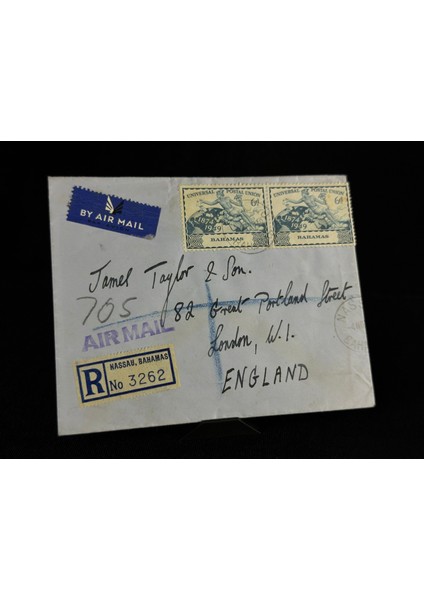 BY AIR MAIL
UNIVERSAL POSTAL UNION
6d
1874
1949
BAHAMAS
UNIVERSAL POSTAL UNION
6d
1874
1949
BAHAMAS
James Taylor & Son.
705
82 Great Portland Street
AIR MAIL
London, W.1.
ENGLAND
R
NASSAU, BAHAMAS
No 3262